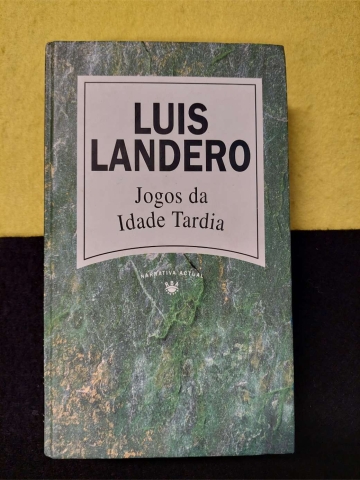 LUIS
LANDERO
Jogos da
Idade Tardia
NARRATIVA ACTUAL